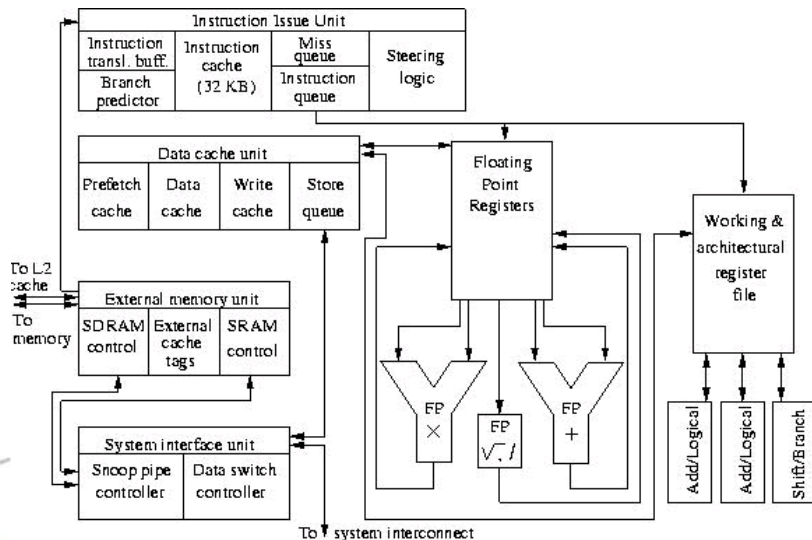 Instruction Issue Unit
Instruction
transl. buff.
Branch
predictor
Instruction
cache
(32 KB)
Miss
queue
Instruction
queue
Steering
logic
Data cache unit
Prefetch
cache
Data
cache
Write
cache
Store
queue
Floating
Point
Registers
Working &
architectural
register
file
To L2
cache
To
memory
External memory unit
SDRAM
control
External
cache
tags
SRAM
control
FP
×
FP
√, /
FP
+
Add/Logical
Add/Logical
Shift/Branch
System interface unit
Snoop pipe
controller
Data switch
controller
To system interconnect